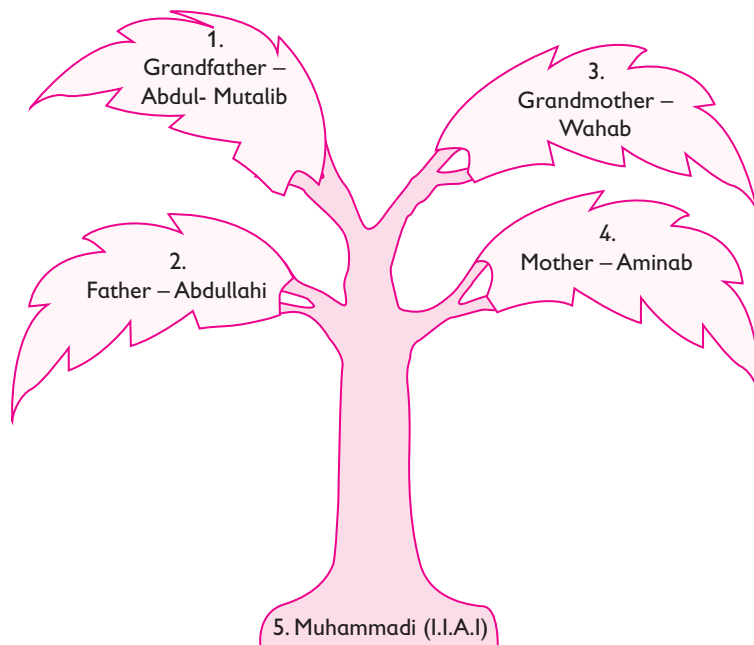 1.
Grandfather –
Abdul- Mutalib
2.
Father – Abdullahi
3.
Grandmother –
Wahab
4.
Mother – Aminab
5. Muhammadi (I.I.A.I)